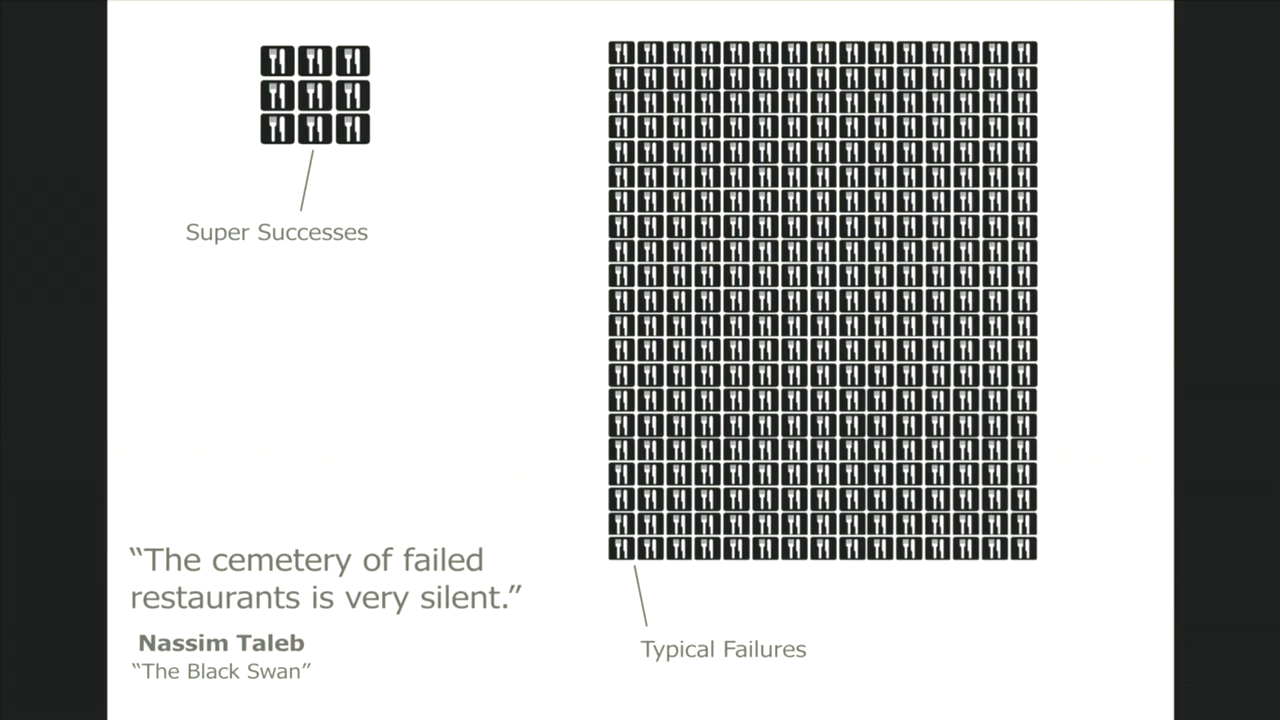 Super Successes
“The cemetery of failed
restaurants is very silent.”
Nassim Taleb
“The Black Swan”
Typical Failures